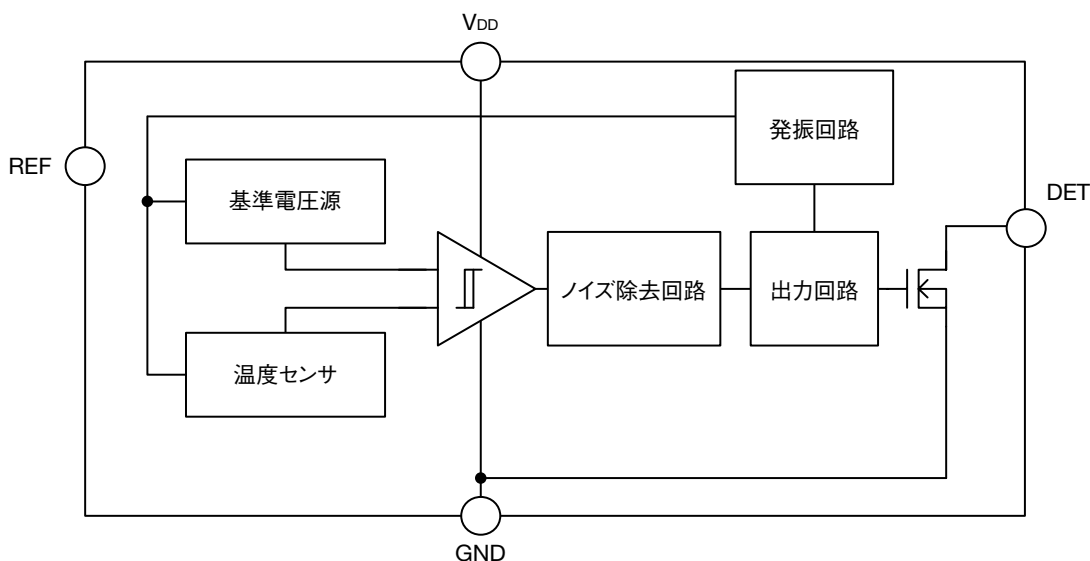 VDD
発振回路
REF
基準電圧源
DET
ノイズ除去回路
出力回路
温度センサ
GND